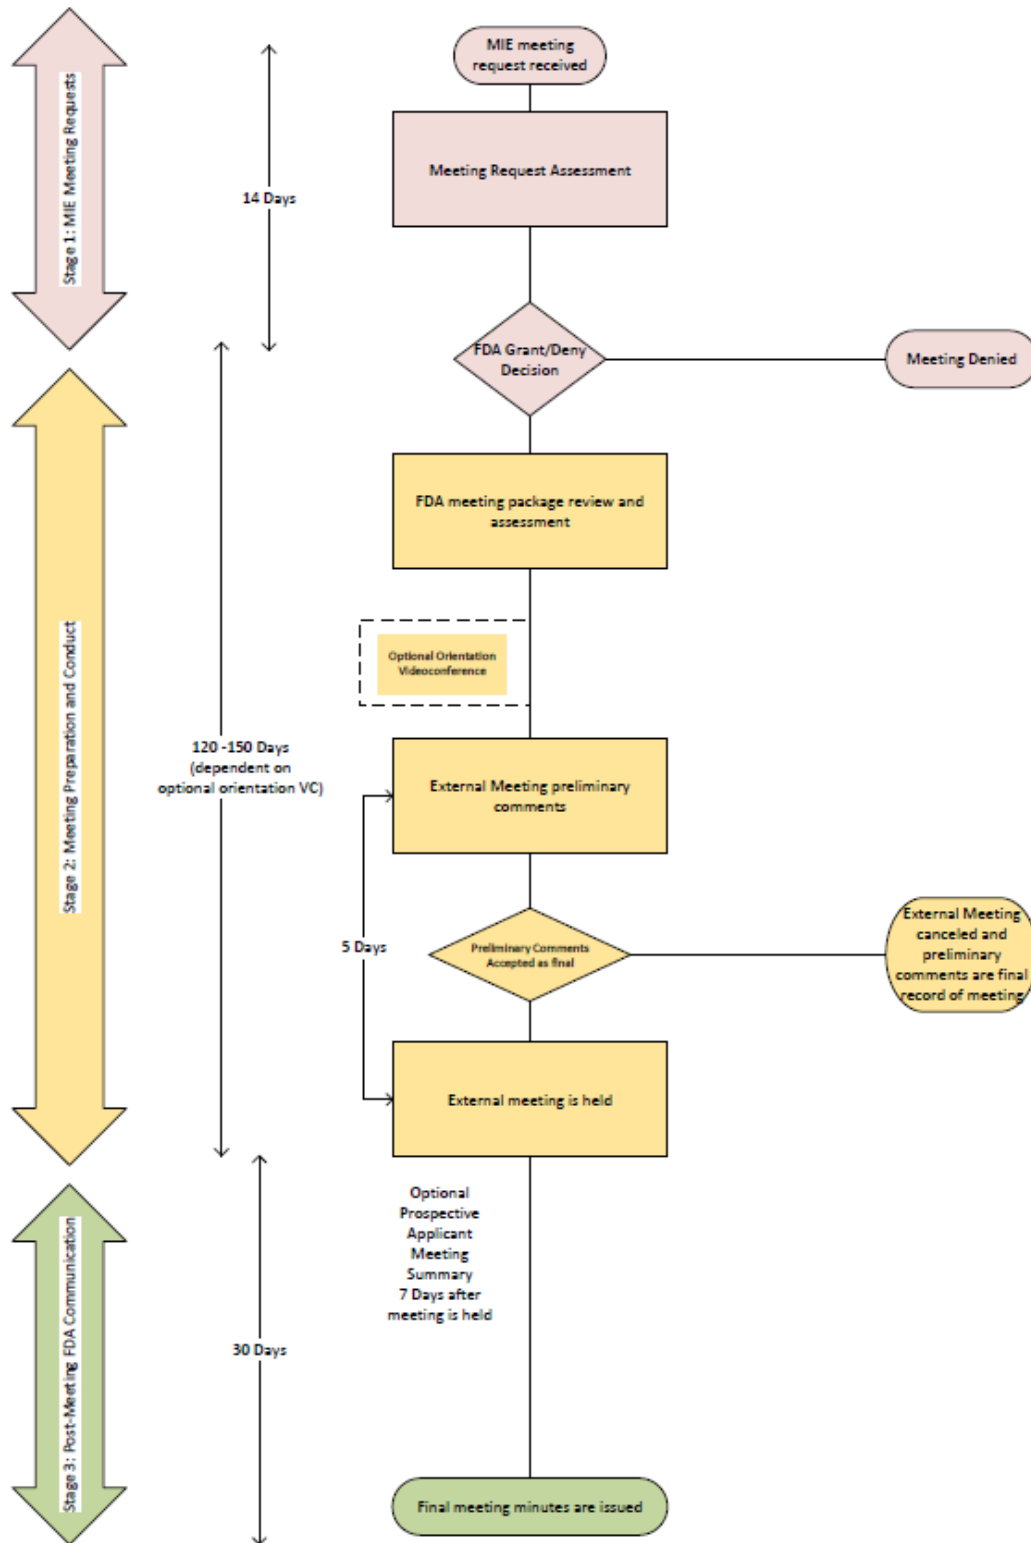 MIE meeting
request received
Stage 1: MIE Meeting Requests
14 Days
Meeting Request Assessment
FDA Grant/Deny
Decision
Meeting Denied
Stage 2: Meeting Preparation and Conduct
FDA meeting package review and
assessment
Optional Orientation
Videoconference
120 -150 Days
(dependent on
optional orientation VC)
External Meeting preliminary
comments
5 Days
Preliminary Comments
Accepted as final
External Meeting
canceled and
preliminary
comments are final
record of meeting
External meeting is held
Stage 3: Post-Meeting FDA Communication
Optional
Prospective
Applicant
Meeting
Summary
7 Days after
meeting is held
30 Days
Final meeting minutes are issued